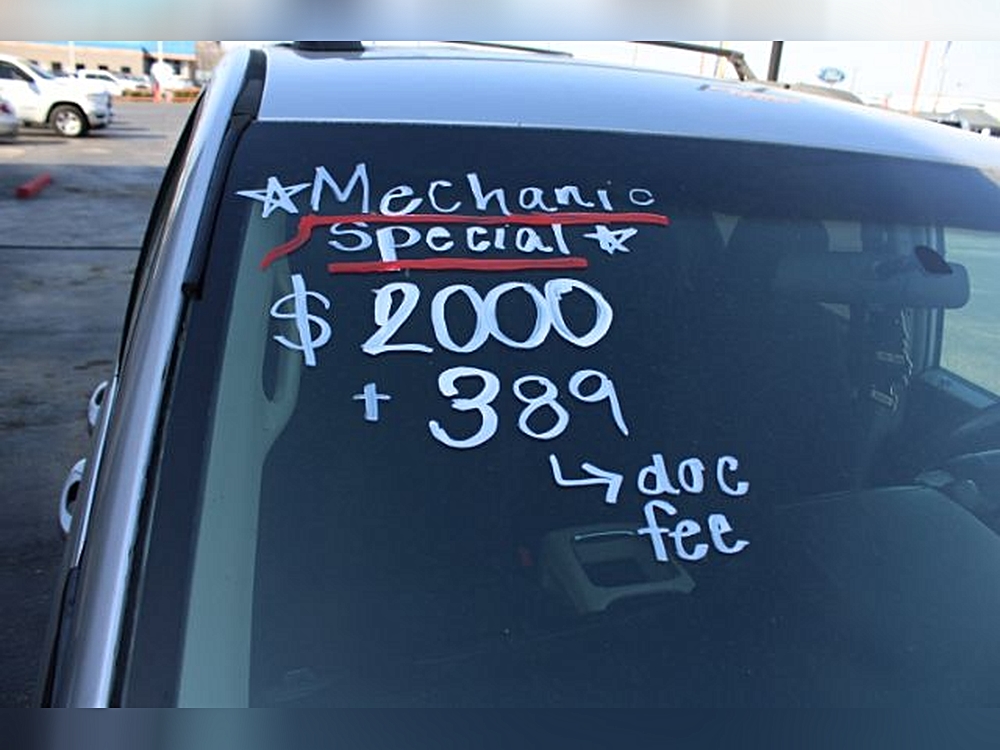 Mechanic
Special
$ 2000
+ 389
doc
fee